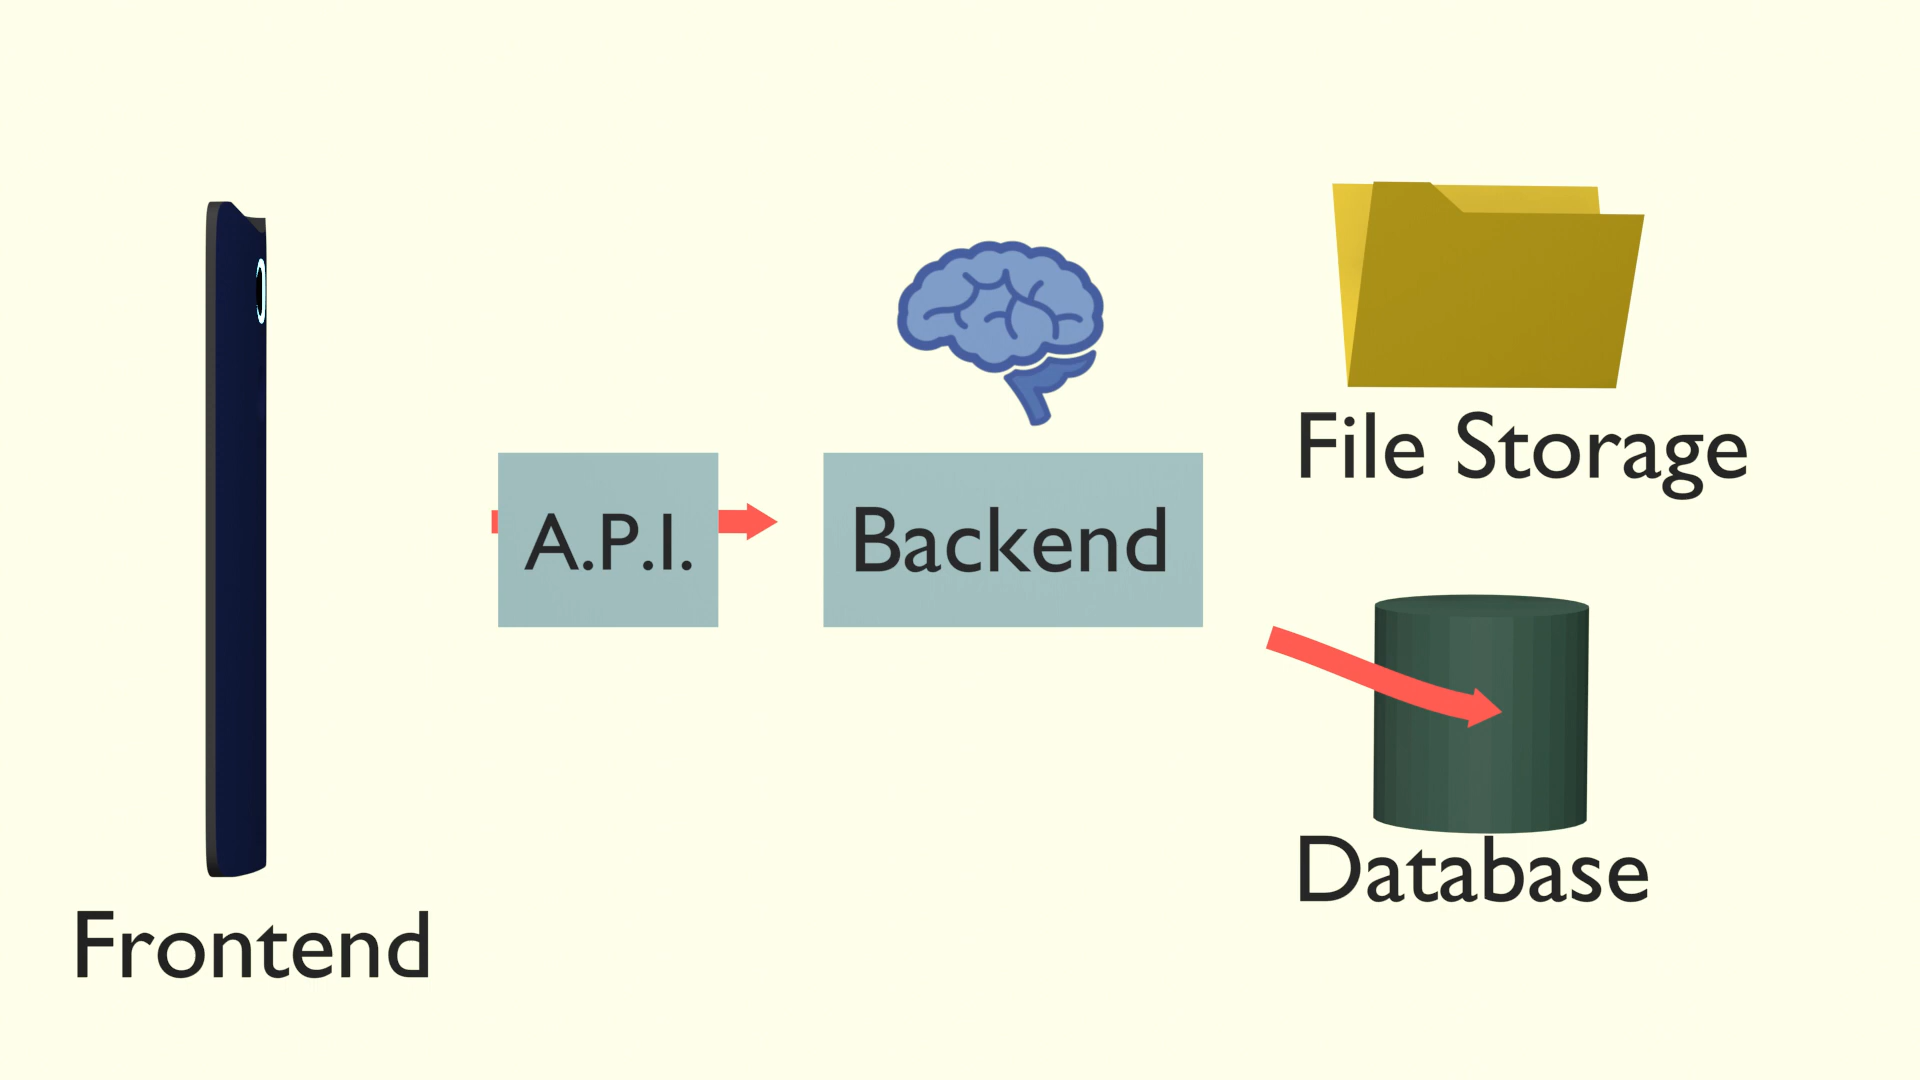 File Storage
A.P.I.
Backend
Database
Frontend